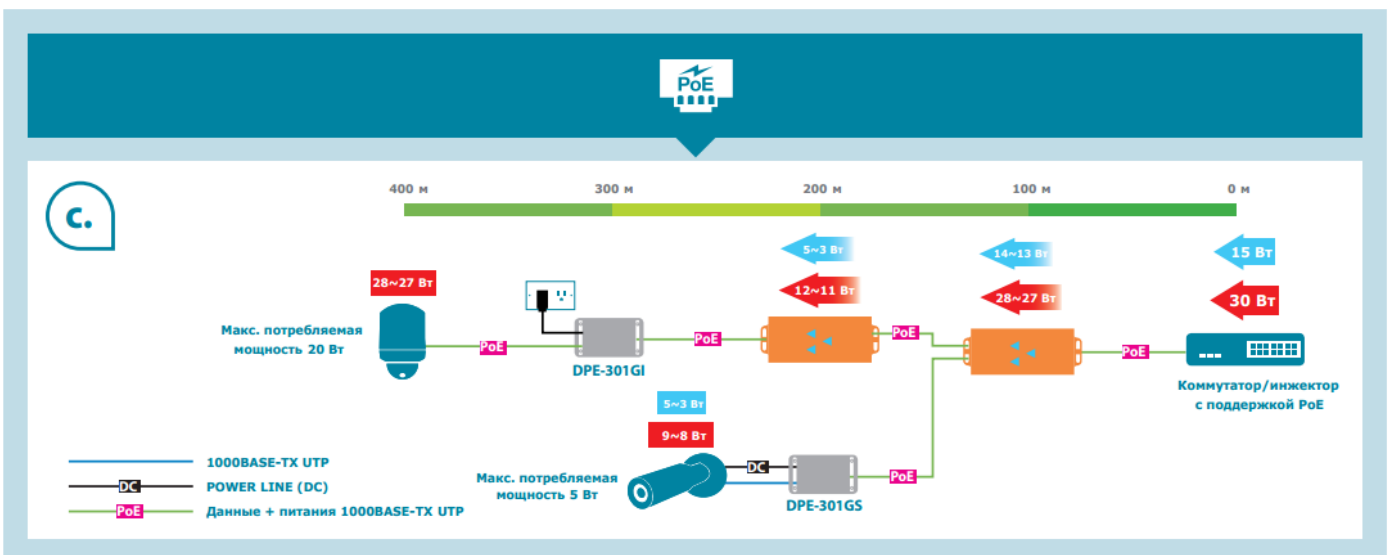 PoE
c.
400 м
300 м
200 м
100 м
0 м
5~3 Вт
14~13 Вт
15 Вт
28~27 Вт
12~11 Вт
28~27 Вт
30 Вт
Макс. потребляемая
мощность 20 Вт
PoE
PoE
PoE
PoE
DPE-301GI
Коммутатор/инжектор
с поддержкой PoE
5~3 Вт
9~8 Вт
1000BASE-TX UTP
DC
POWER LINE (DC)
PoE
Данные + питания 1000BASE-TX UTP
Макс. потребляемая
мощность 5 Вт
DC
PoE
DPE-301GS